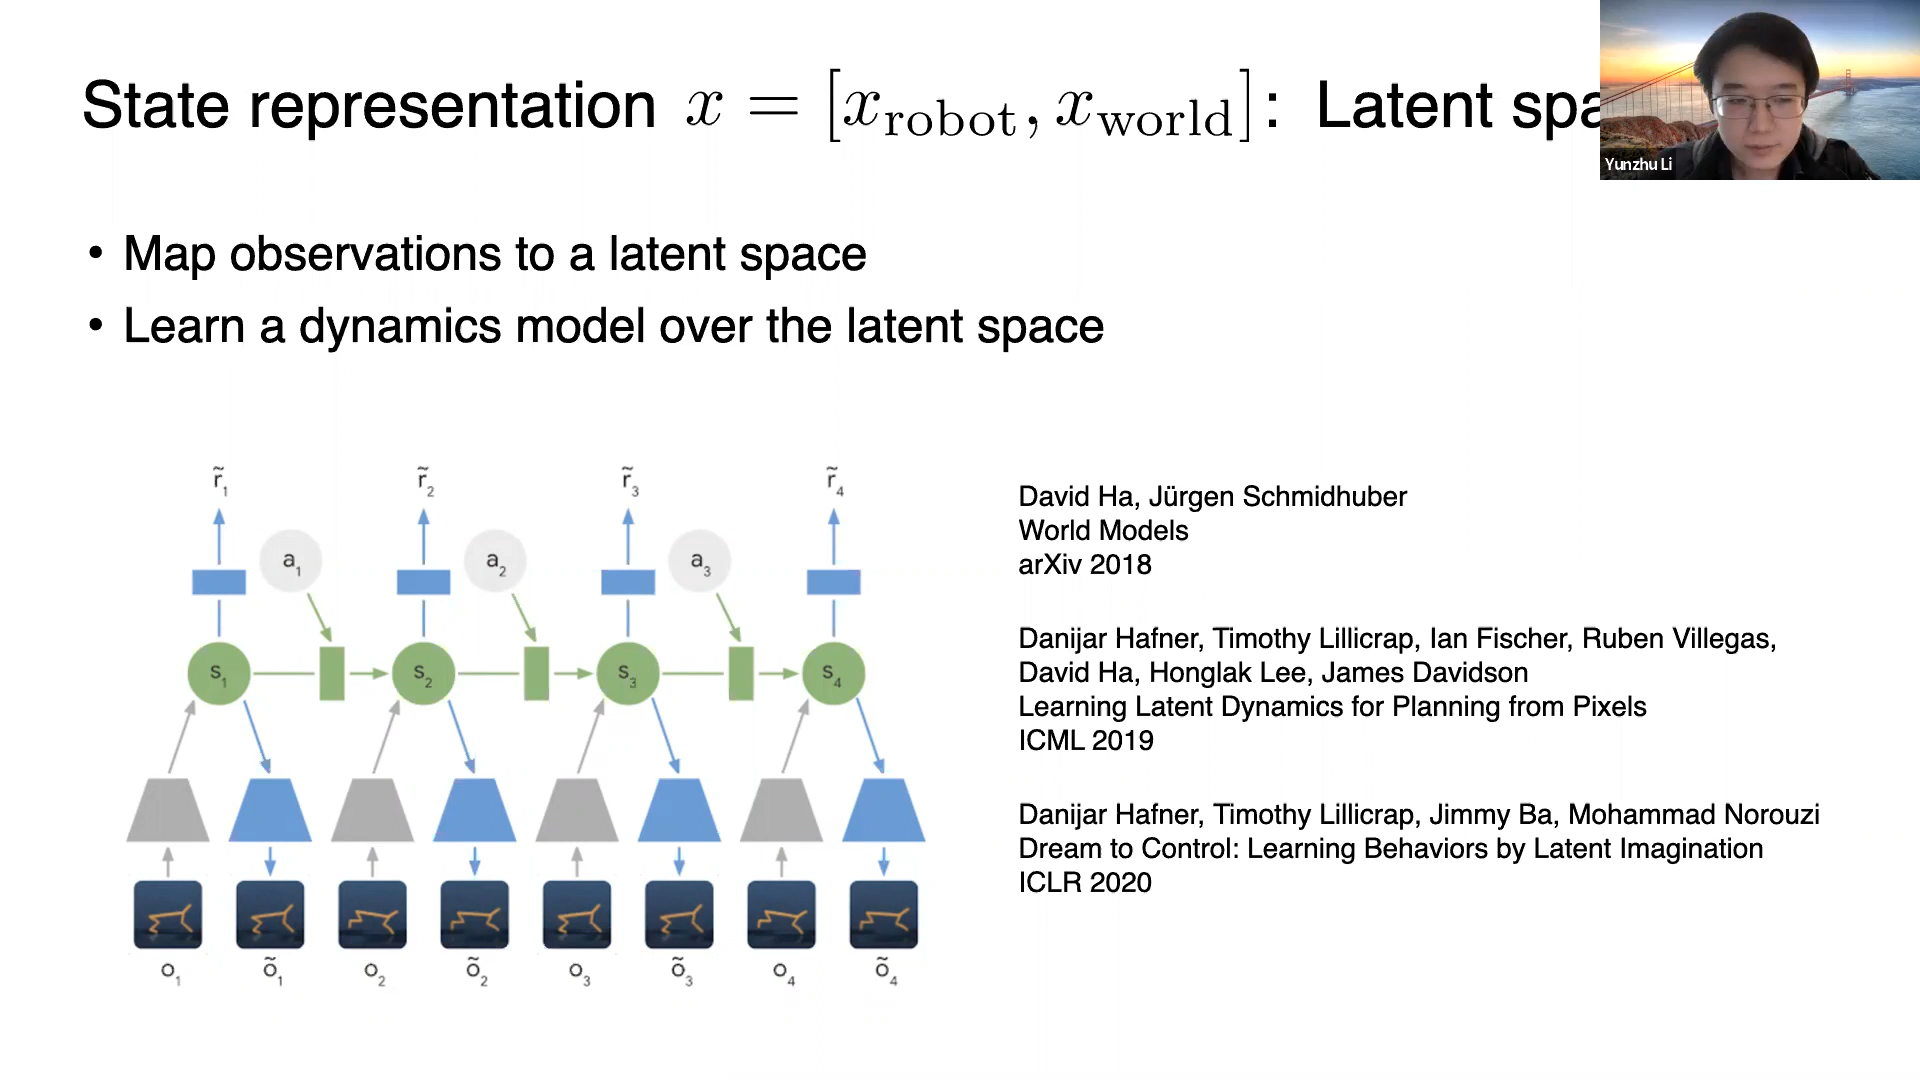 State representation x = [x_robot, x_world]: Latent spa
Yunzhu Li
• Map observations to a latent space
• Learn a dynamics model over the latent space
r̃₁ r̃₂ r̃₃ r̃₄
a₁ a₂ a₃
s₁ s₂ s₃ s₄
o₁ õ₁ o₂ õ₂ o₃ õ₃ o₄ õ₄
David Ha, Jürgen Schmidhuber
World Models
arXiv 2018
Danijar Hafner, Timothy Lillicrap, Ian Fischer, Ruben Villegas,
David Ha, Honglak Lee, James Davidson
Learning Latent Dynamics for Planning from Pixels
ICML 2019
Danijar Hafner, Timothy Lillicrap, Jimmy Ba, Mohammad Norouzi
Dream to Control: Learning Behaviors by Latent Imagination
ICLR 2020